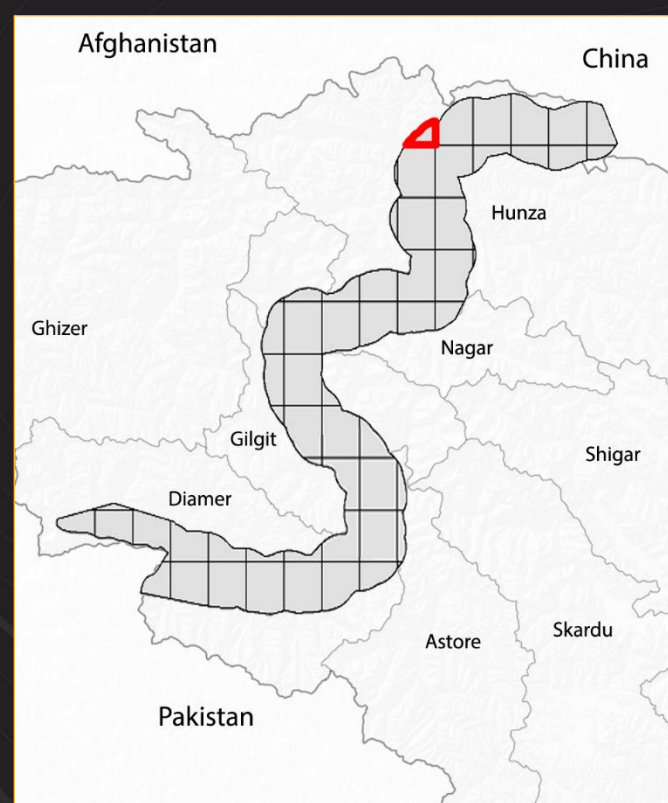 Afghanistan
China
Hunza
Ghizer
Nagar
Gilgit
Shigar
Diamer
Skardu
Astore
Pakistan